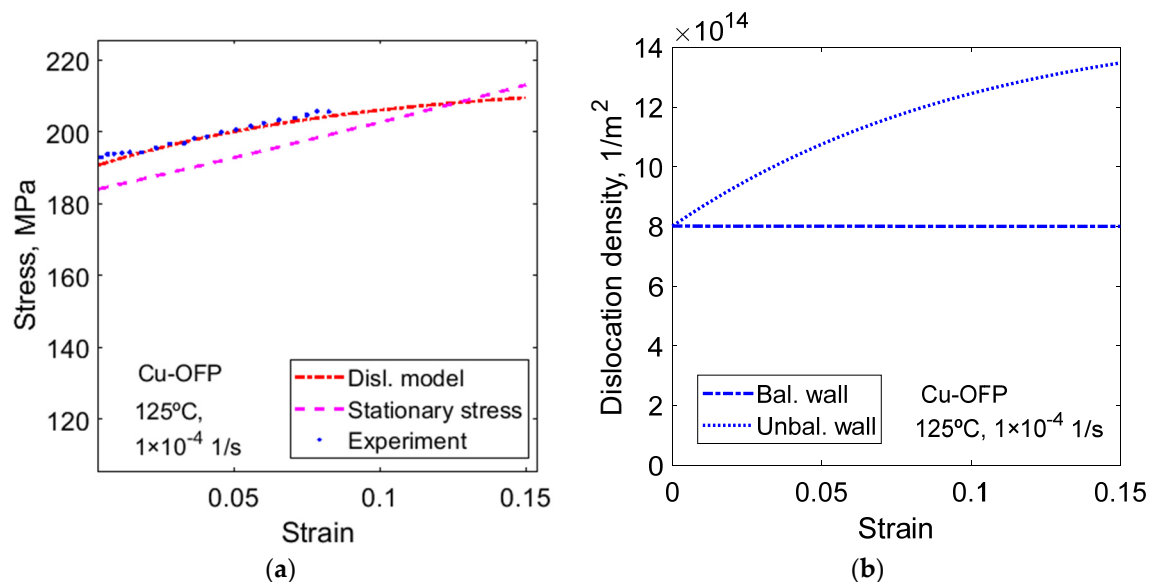 220
200
180
160
140
120
Stress, MPa
Cu-OFP
125ºC,
1×10⁻⁴ 1/s
Disl. model
Stationary stress
Experiment
0.05
0.1
0.15
Strain
(a)
×10¹⁴
14
12
10
8
6
4
2
0
Dislocation density, 1/m²
Bal. wall
Unbal. wall
Cu-OFP
125ºC, 1×10⁻⁴ 1/s
0
0.05
0.1
0.15
Strain
(b)